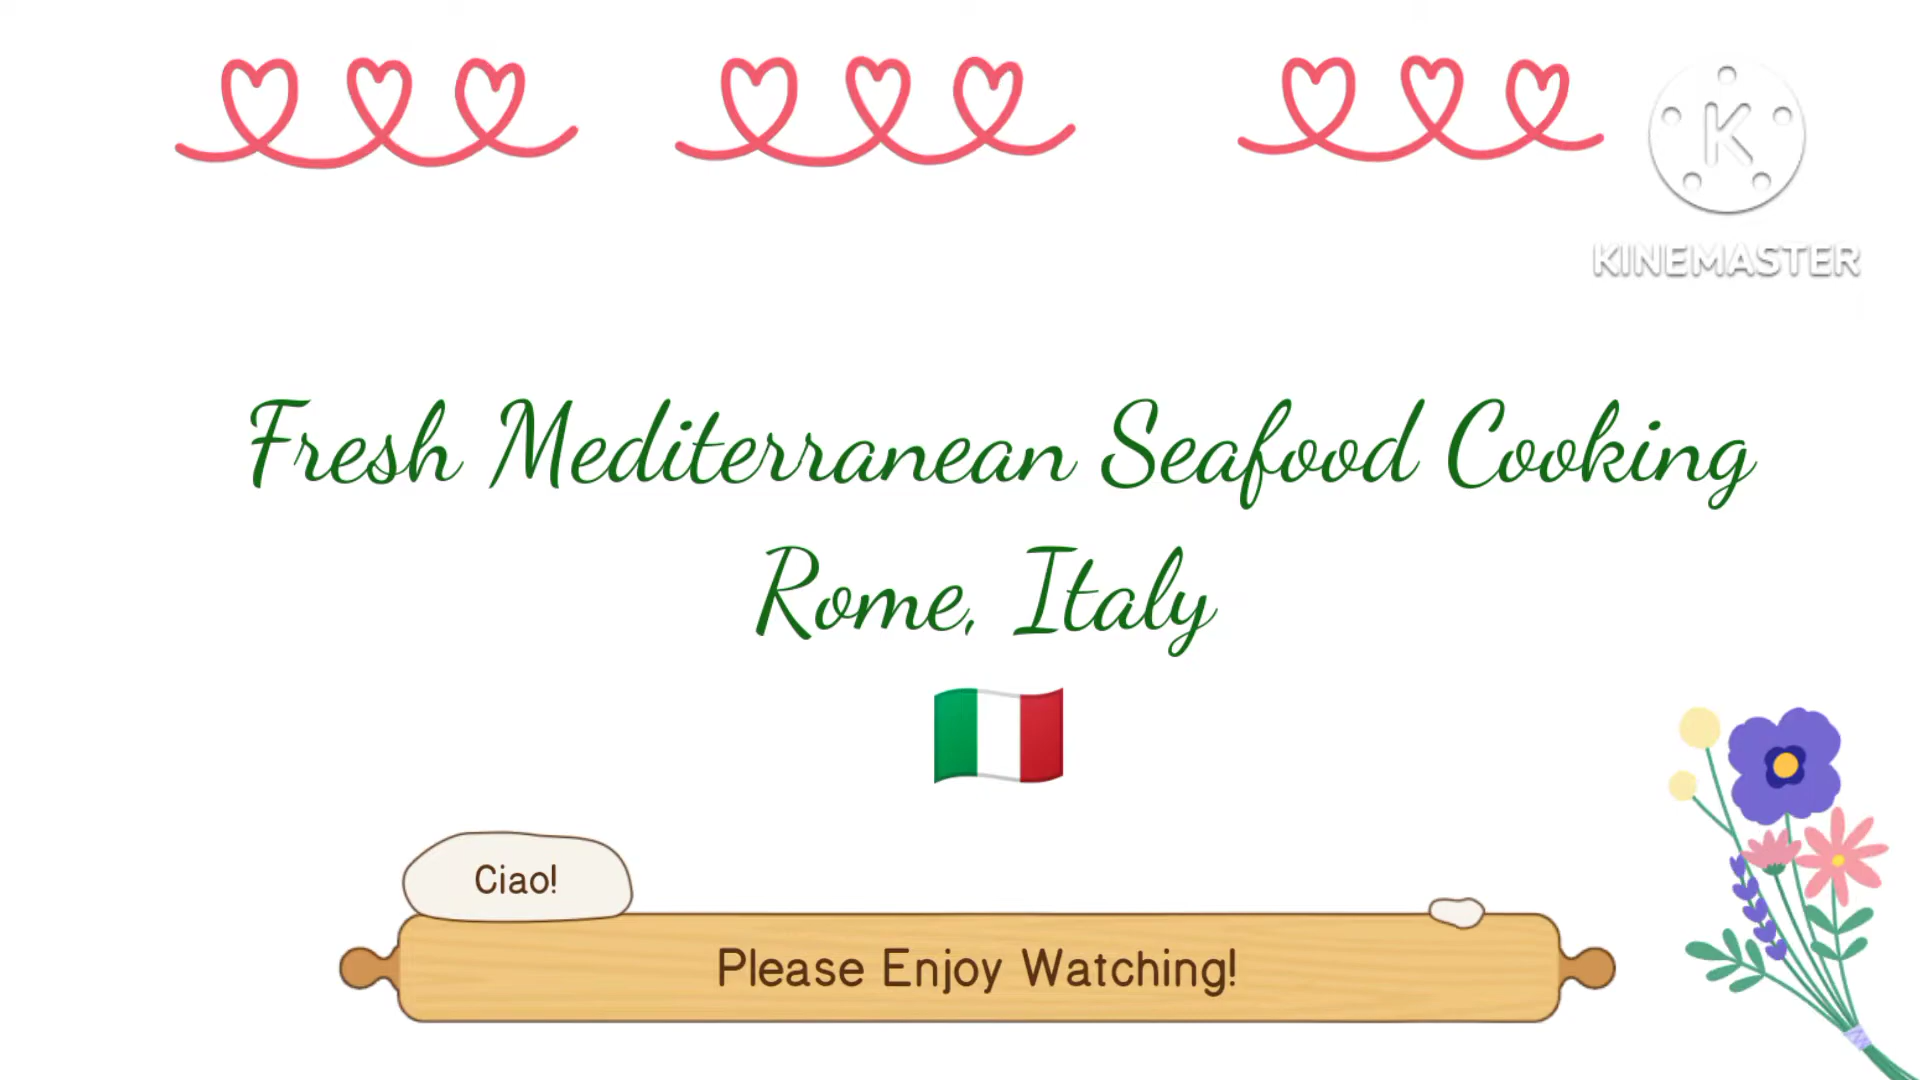 KINEMASTER
Fresh Mediterranean Seafood Cooking
Rome, Italy
Ciao!
Please Enjoy Watching!